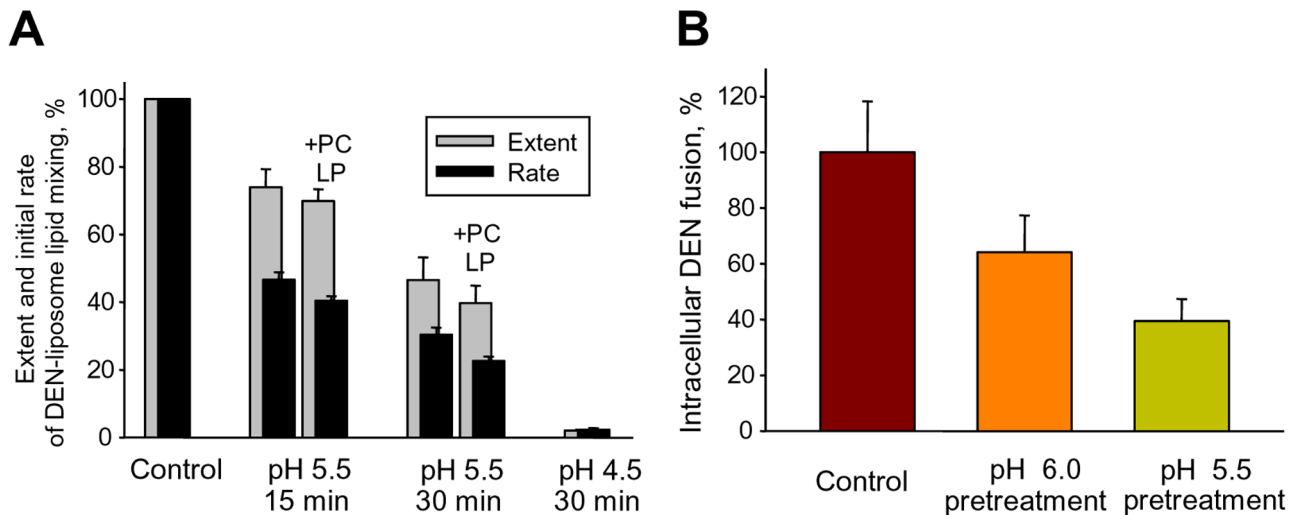 A
Extent and initial rate
of DEN-liposome lipid mixing, %
100
80
60
40
20
0
+PC
LP
+PC
LP
Extent
Rate
Control
pH 5.5
15 min
pH 5.5
30 min
pH 4.5
30 min
B
Intracellular DEN fusion, %
120
100
80
60
40
20
0
Control
pH 6.0
pretreatment
pH 5.5
pretreatment